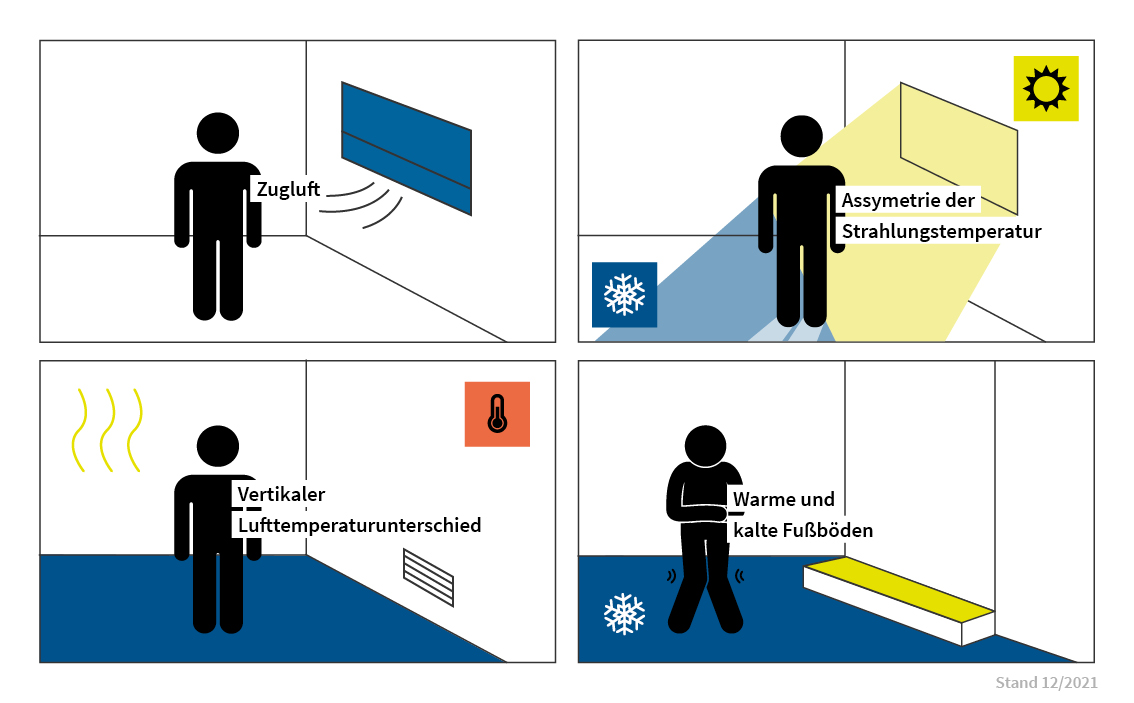 Zugluft
Assymetrie der
Strahlungstemperatur
Vertikaler
Lufttemperaturunterschied
Warme und
kalte Fußböden
Stand 12/2021